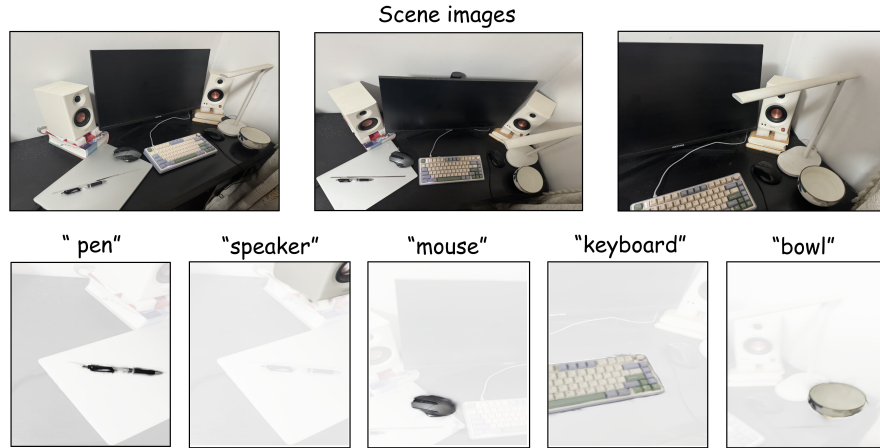 Scene images
“ pen”
“speaker”
“mouse”
“keyboard”
“bowl”